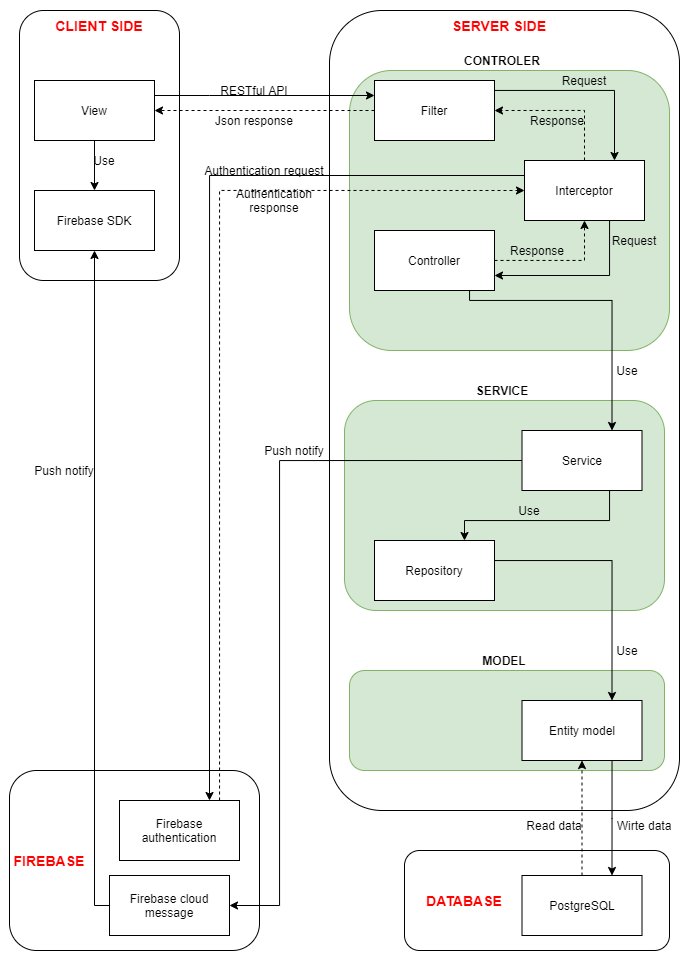 CLIENT SIDE
SERVER SIDE
CONTROLER
View
RESTful API
Json response
Filter
Request
Response
Use
Authentication request
Authentication
response
Interceptor
Firebase SDK
Controller
Response
Request
Use
SERVICE
Push notify
Push notify
Service
Use
Repository
Use
MODEL
Entity model
Firebase
authentication
Read data
Wirte data
FIREBASE
Firebase cloud
message
DATABASE
PostgreSQL